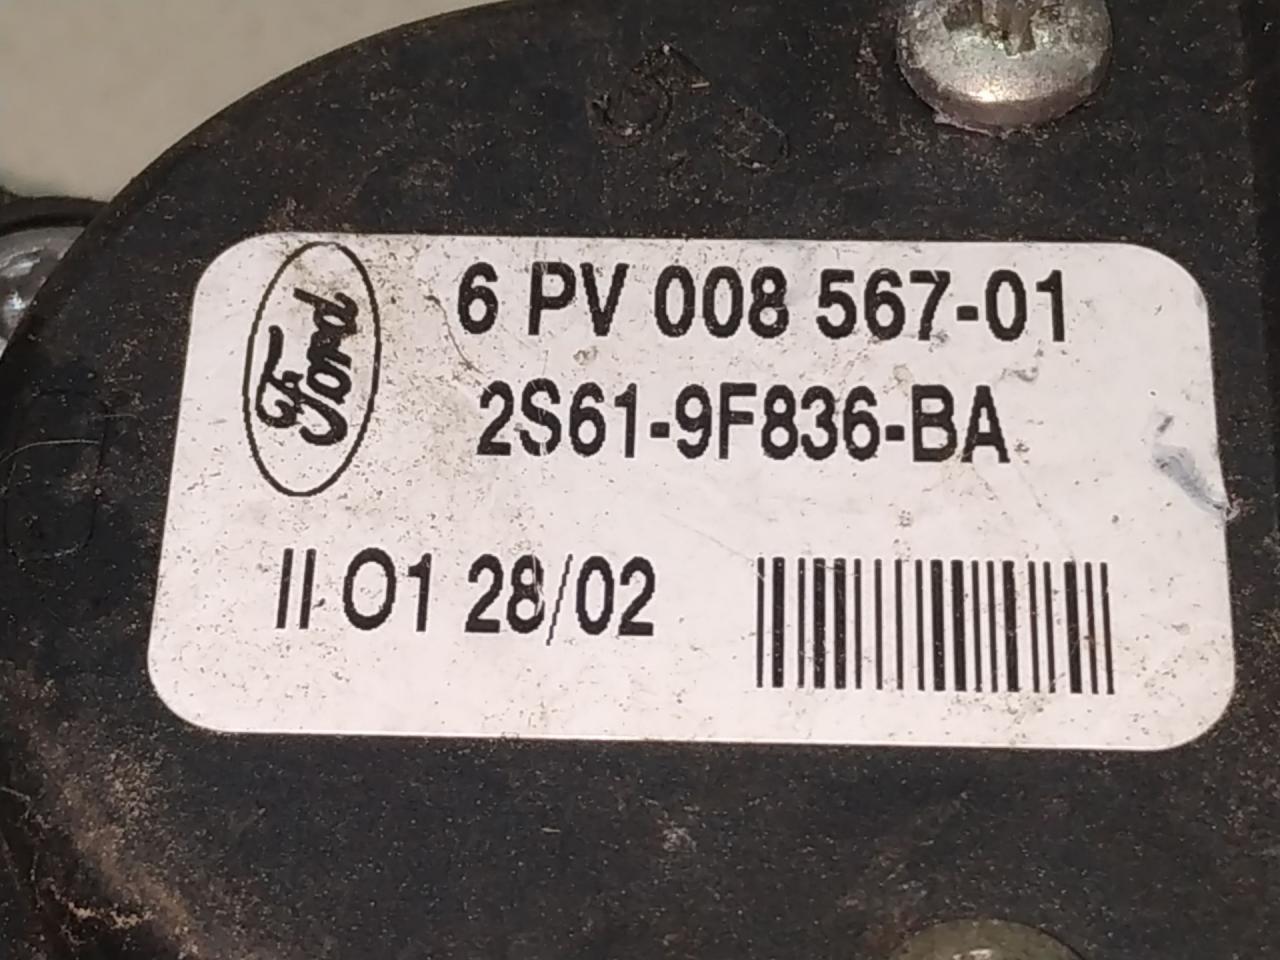 Ford
6 PV 008 567-01
2S61-9F836-BA
II O1 28/02